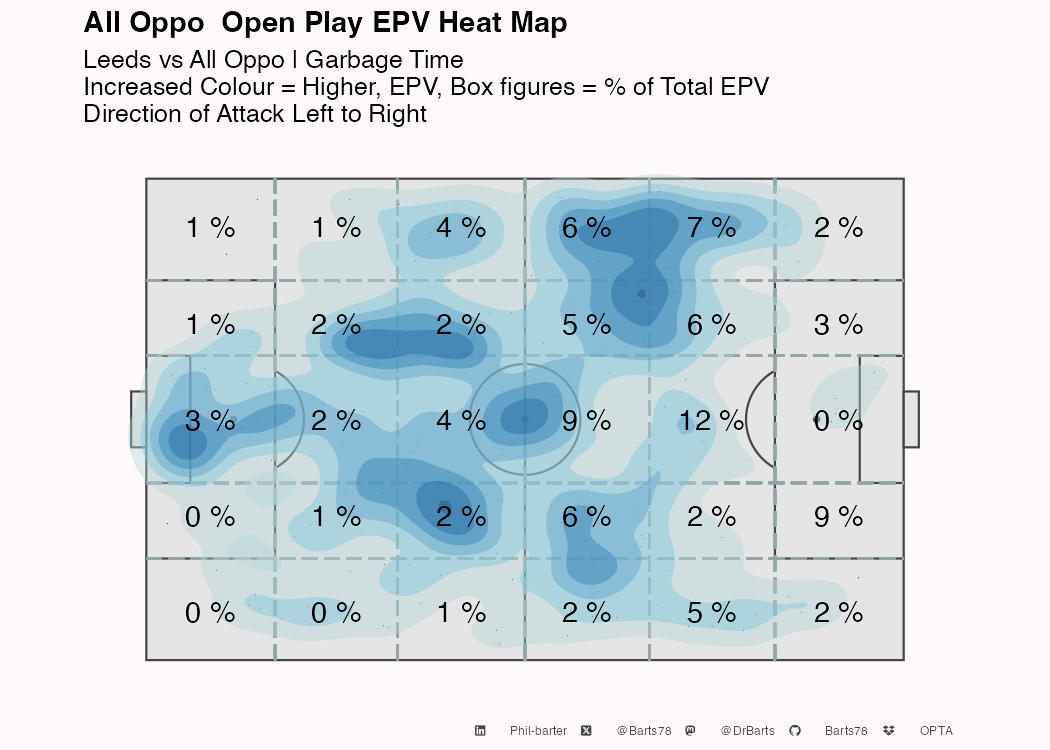 All Oppo  Open Play EPV Heat Map
Leeds vs All Oppo | Garbage Time
Increased Colour = Higher, EPV, Box figures = % of Total EPV
Direction of Attack Left to Right
1 % 1 % 4 % 6 % 7 % 2 %
1 % 2 % 2 % 5 % 6 % 3 %
3 % 2 % 4 % 9 % 12 % 0 %
0 % 1 % 2 % 6 % 2 % 9 %
0 % 0 % 1 % 2 % 5 % 2 %
Phil-barter @Barts78 @DrBarts Barts78 OPTA